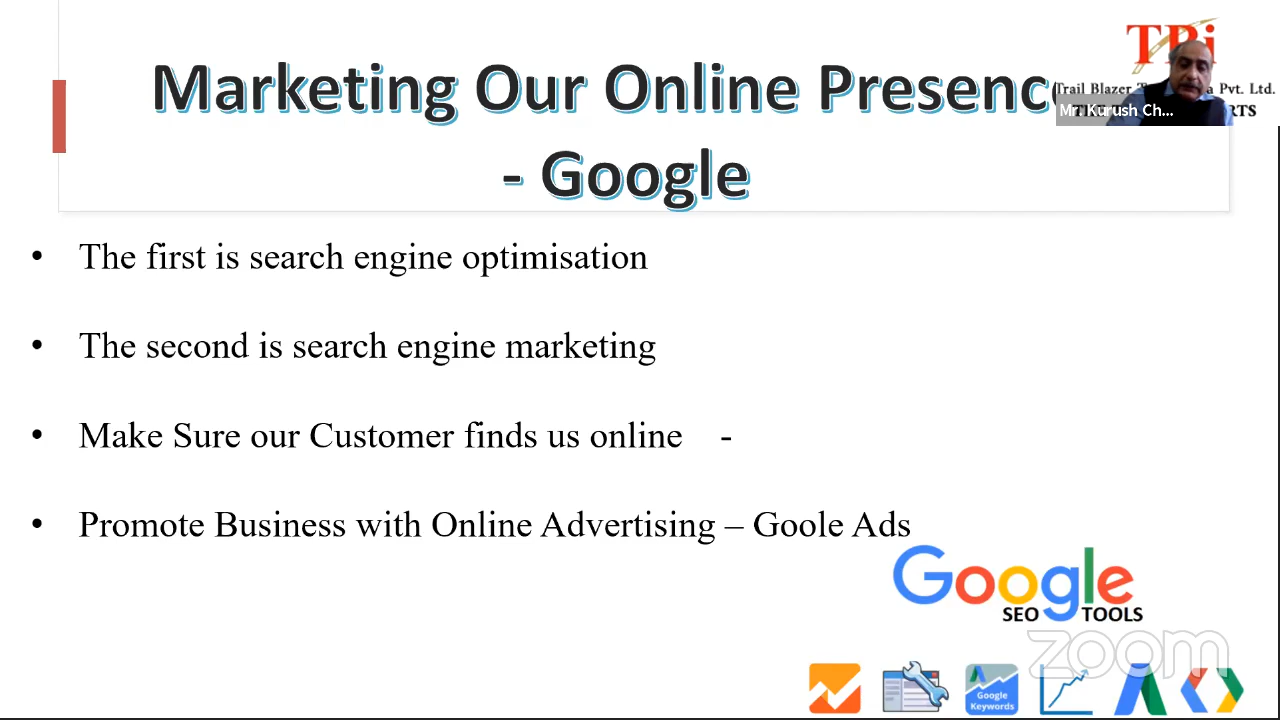 Marketing Our Online Presenc
- Google
TBi
Trail Blazer T a Pvt. Ltd.
Mr. Kurush Ch...
RTS
• The first is search engine optimisation
• The second is search engine marketing
• Make Sure our Customer finds us online -
• Promote Business with Online Advertising – Goole Ads
Google
SEO TOOLS
zoom
Google
Keywords